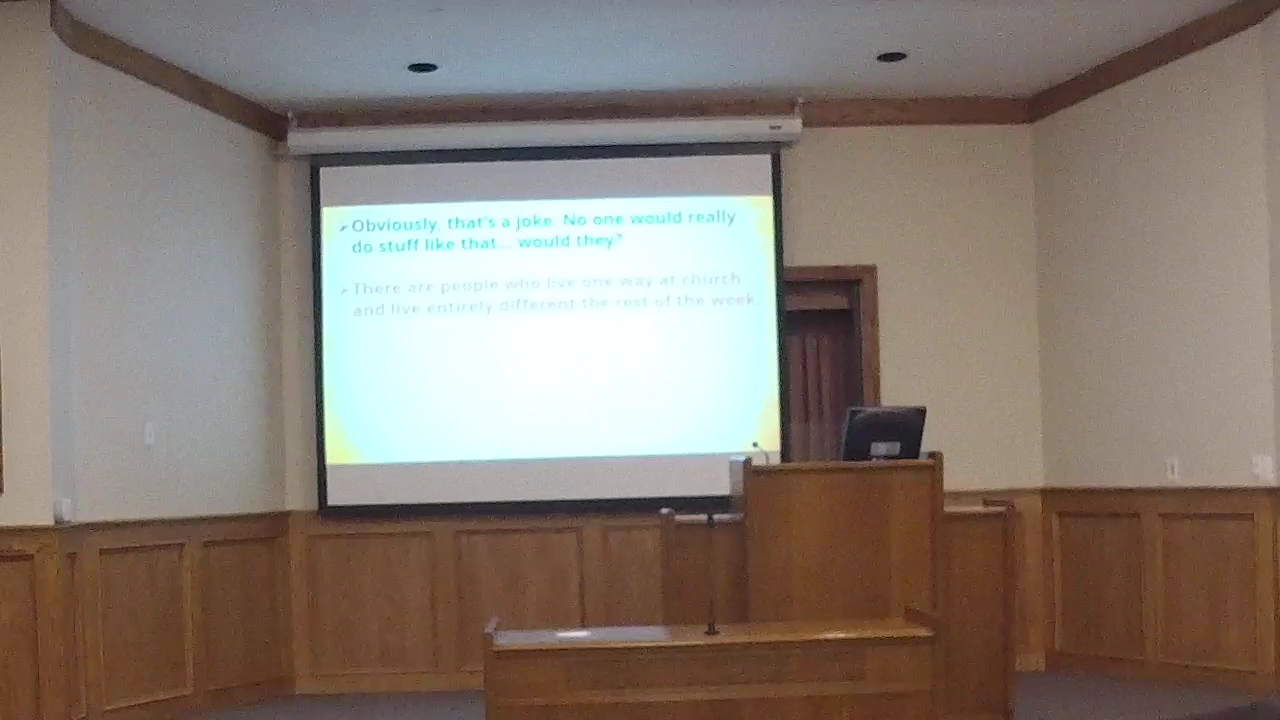 ➢ Obviously, that's a joke. No one would really
do stuff like that... would they?
➢ There are people who live one way at church
and live entirely different the rest of the week.